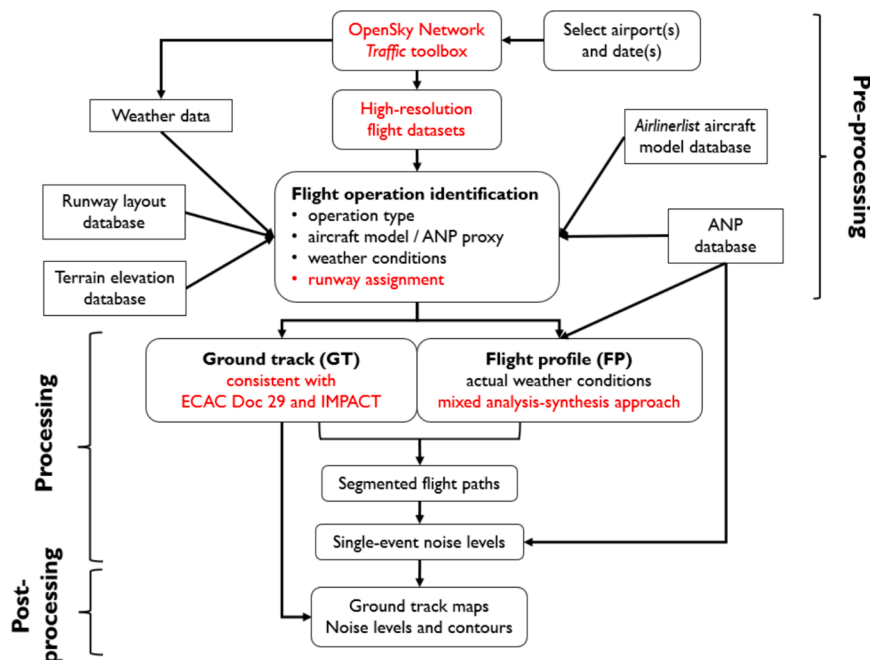 OpenSky Network
Traffic toolbox
Select airport(s)
and date(s)
Pre-processing
Weather data
High-resolution
flight datasets
Airlinerlist aircraft
model database
Runway layout
database
Flight operation identification
• operation type
• aircraft model / ANP proxy
• weather conditions
• runway assignment
ANP
database
Terrain elevation
database
Processing
Ground track (GT)
consistent with
ECAC Doc 29 and IMPACT
Flight profile (FP)
actual weather conditions
mixed analysis-synthesis approach
Segmented flight paths
Single-event noise levels
Post-
processing
Ground track maps
Noise levels and contours